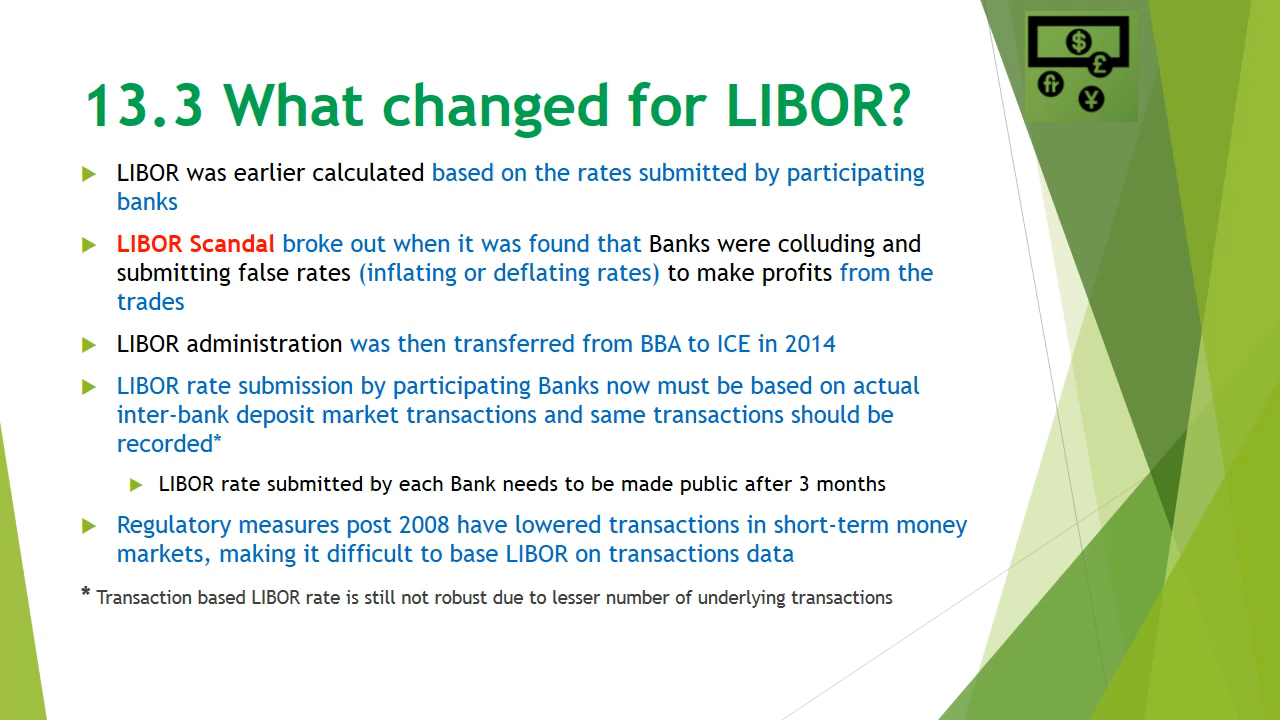 13.3 What changed for LIBOR?
LIBOR was earlier calculated based on the rates submitted by participating
banks
LIBOR Scandal broke out when it was found that Banks were colluding and
submitting false rates (inflating or deflating rates) to make profits from the
trades
LIBOR administration was then transferred from BBA to ICE in 2014
LIBOR rate submission by participating Banks now must be based on actual
inter-bank deposit market transactions and same transactions should be
recorded*
LIBOR rate submitted by each Bank needs to be made public after 3 months
Regulatory measures post 2008 have lowered transactions in short-term money
markets, making it difficult to base LIBOR on transactions data
* Transaction based LIBOR rate is still not robust due to lesser number of underlying transactions